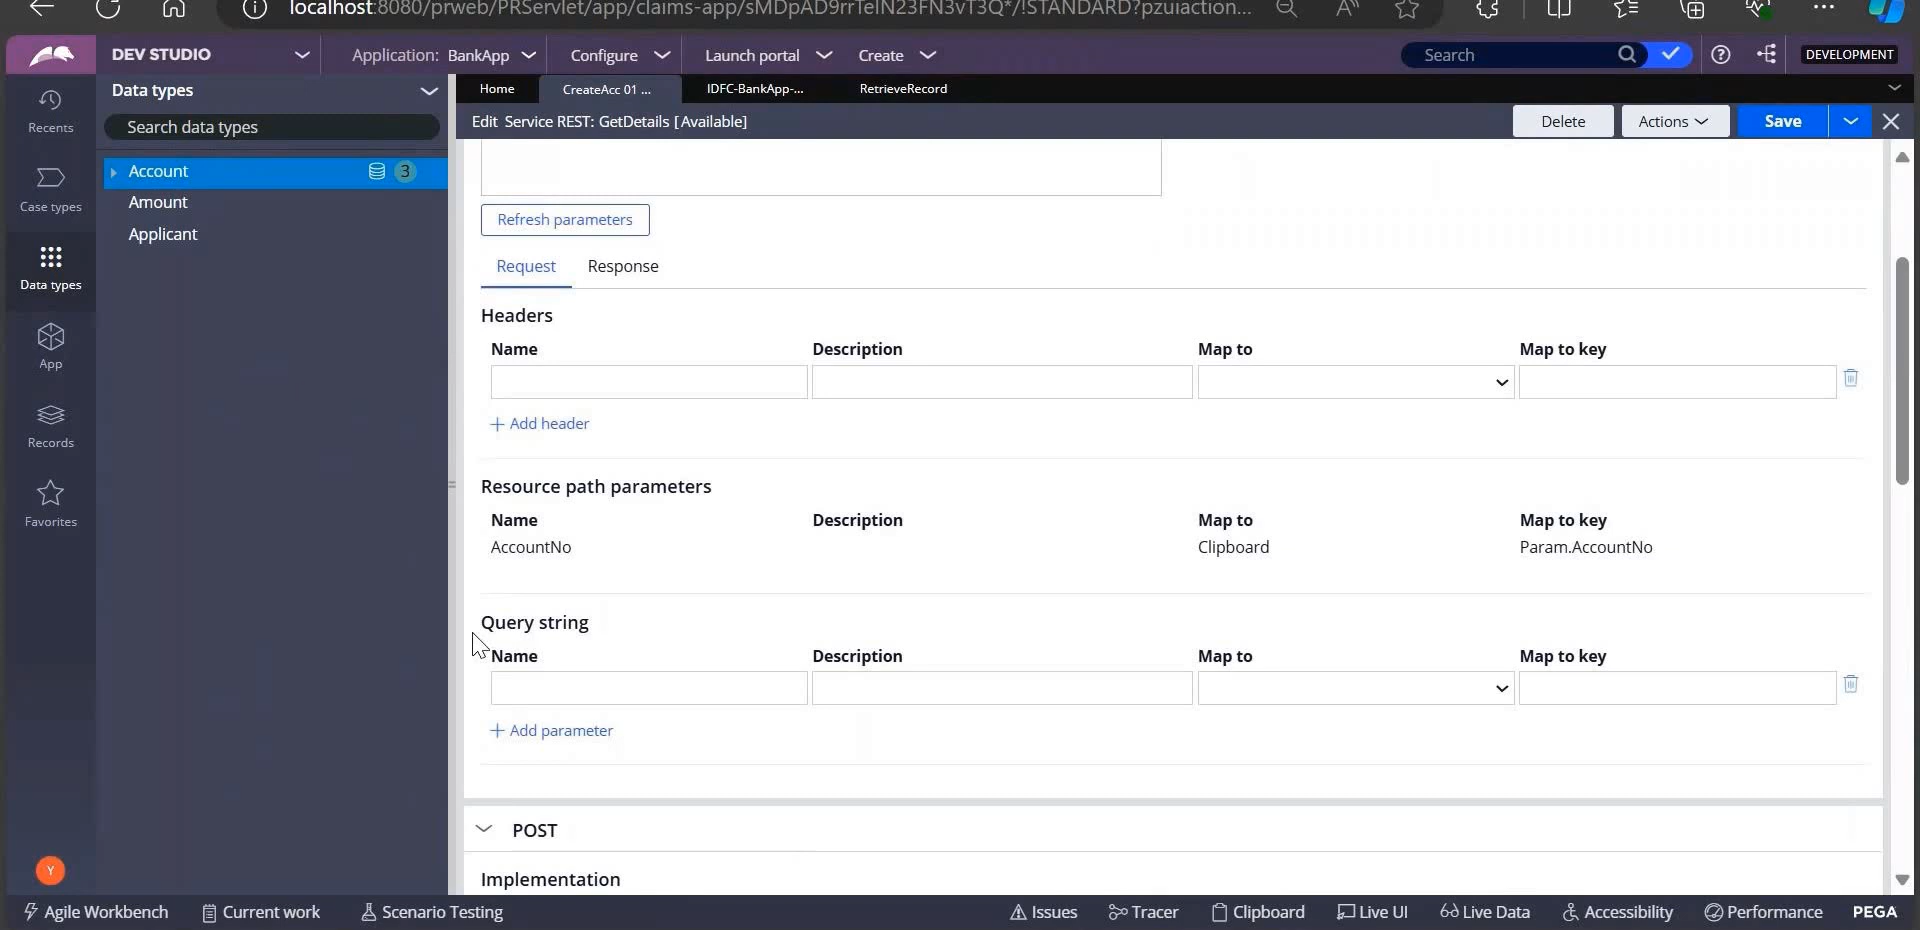 localhost:8080/prweb/PRServlet/app/claims-app/sMDpAD9rrTeIN23FN3vT3Q*/!STANDARD?pzuiaction...
DEV STUDIO
Application: BankApp
Configure
Launch portal
Create
Search
DEVELOPMENT
Recents
Case types
Data types
App
Records
Favorites
Y
Data types
Search data types
Account
3
Amount
Applicant
Home
CreateAcc 01 ...
IDFC-BankApp-...
RetrieveRecord
Edit Service REST: GetDetails [Available]
Delete
Actions
Save
Refresh parameters
Request
Response
Headers
Name Description Map to Map to key
+ Add header
Resource path parameters
Name Description Map to Map to key
AccountNo Clipboard Param.AccountNo
Query string
Name Description Map to Map to key
+ Add parameter
POST
Implementation
Agile Workbench
Current work
Scenario Testing
Issues
Tracer
Clipboard
Live UI
Live Data
Accessibility
Performance
PEGA